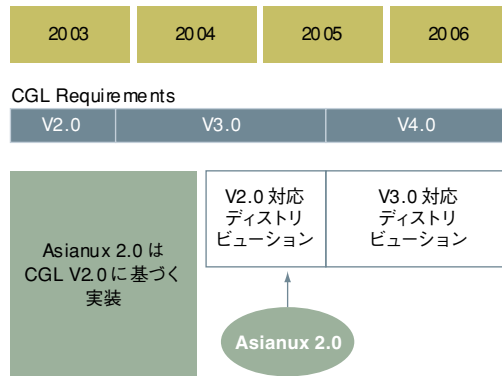 2003 2004 2005 2006
CGL Requirements
V2.0 V3.0 V4.0
V2.0 対応
ディストリ
ビューション
V3.0 対応
ディストリ
ビューション
Asianux 2.0 は
CGL V2.0 に基づく
実装
Asianux 2.0